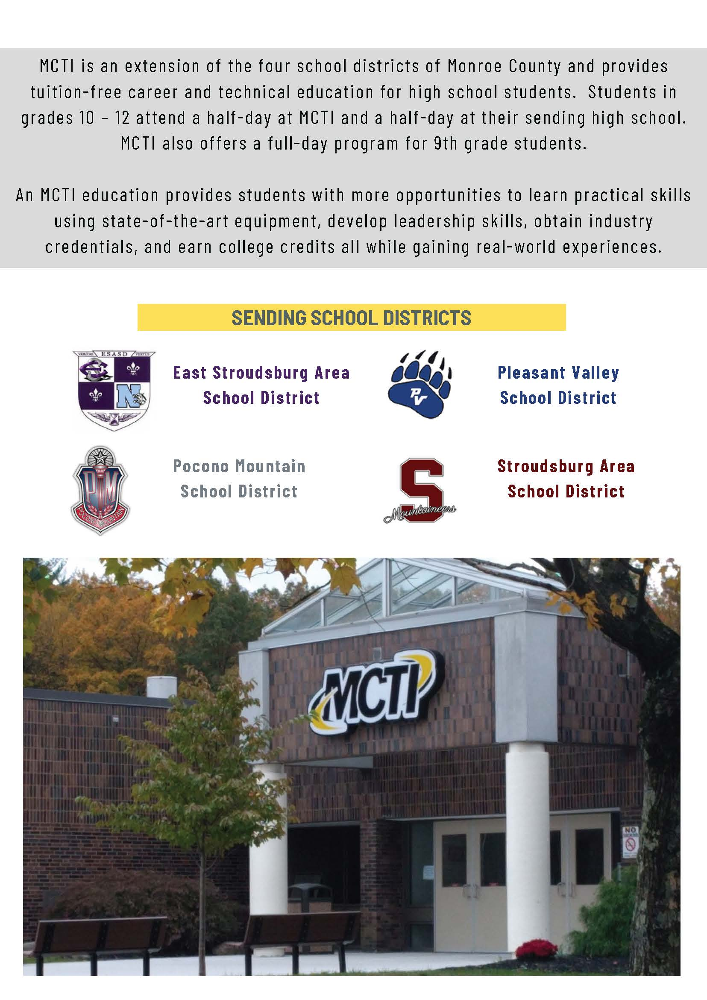 MCTI is an extension of the four school districts of Monroe County and provides
tuition-free career and technical education for high school students.  Students in
grades 10 – 12 attend a half-day at MCTI and a half-day at their sending high school.
MCTI also offers a full-day program for 9th grade students.
An MCTI education provides students with more opportunities to learn practical skills
using state-of-the-art equipment, develop leadership skills, obtain industry
credentials, and earn college credits all while gaining real-world experiences.
SENDING SCHOOL DISTRICTS
VERITAS ESASD VERTUS
ES
N
East Stroudsburg Area
School District
PV
Pleasant Valley
School District
PM
POCONO MOUNTAIN
Pocono Mountain
School District
S
Mountaineers
Stroudsburg Area
School District
MCTI
NO